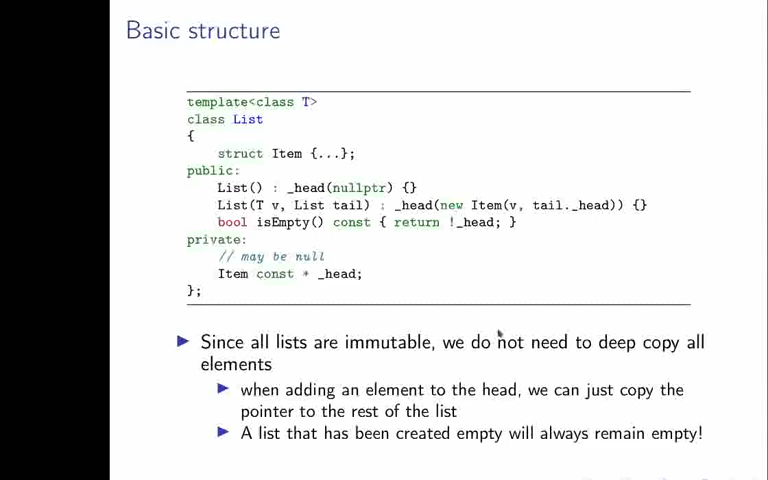 Basic structure
template<class T>
class List
{
struct Item {...};
public:
List() : _head(nullptr) {}
List(T v, List tail) : _head(new Item(v, tail._head)) {}
bool isEmpty() const { return !_head; }
private:
// may be null
Item const * _head;
};
Since all lists are immutable, we do not need to deep copy all
elements
when adding an element to the head, we can just copy the
pointer to the rest of the list
A list that has been created empty will always remain empty!